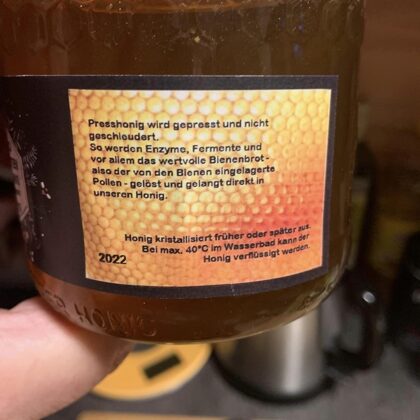 Presshonig wird gepresst und nicht
geschleudert.
So werden Enzyme, Fermente und
vor allem das wertvolle Bienenbrot -
also der von den Bienen eingelagerte
Pollen - gelöst und gelangt direkt in
unseren Honig.
Honig kristallisiert früher oder später aus.
Bei max. 40°C im Wasserbad kann der
Honig verflüssigt werden.
2022
HONIG